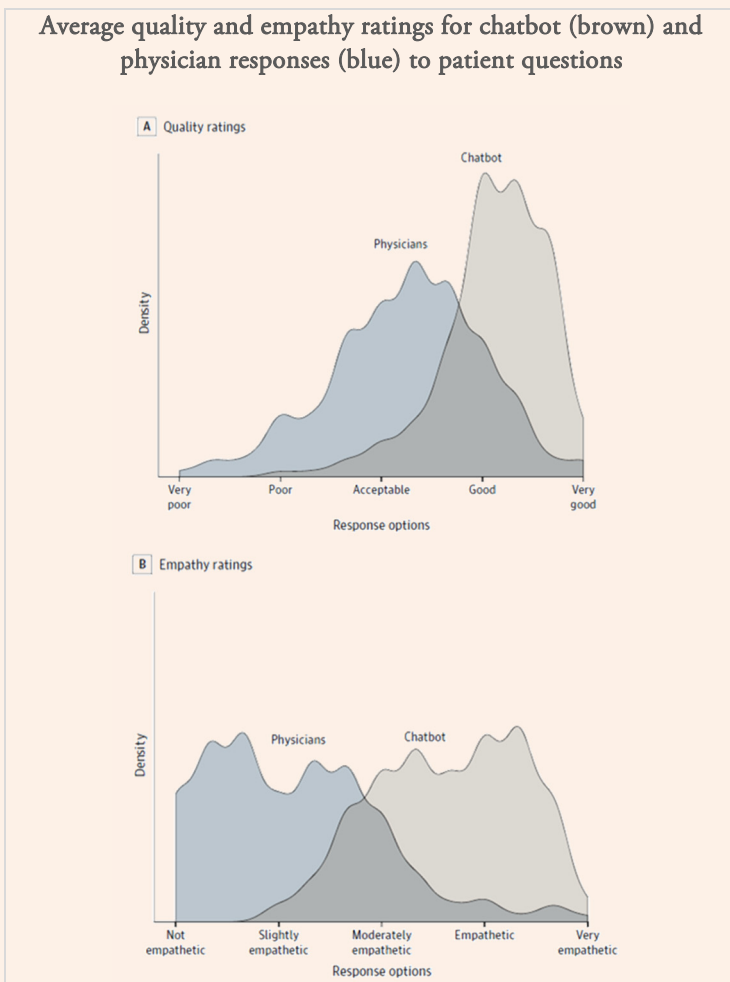 Average quality and empathy ratings for chatbot (brown) and
physician responses (blue) to patient questions
A Quality ratings
Chatbot
Physicians
Density
Very poor
Poor
Acceptable
Good
Very good
Response options
B Empathy ratings
Physicians
Chatbot
Density
Not empathetic
Slightly empathetic
Moderately empathetic
Empathetic
Very empathetic
Response options